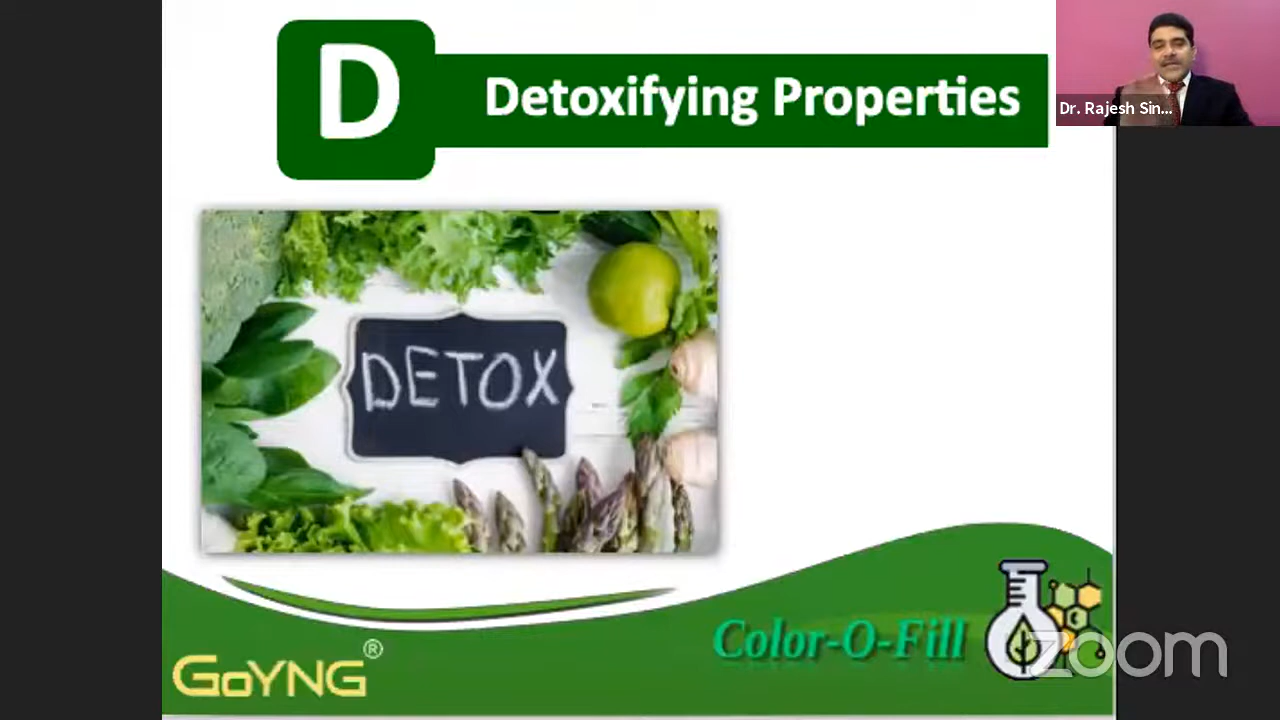 D
Detoxifying Properties
Dr. Rajesh Sin...
DETOX
Color-O-Fill
GoYNG®
zoom